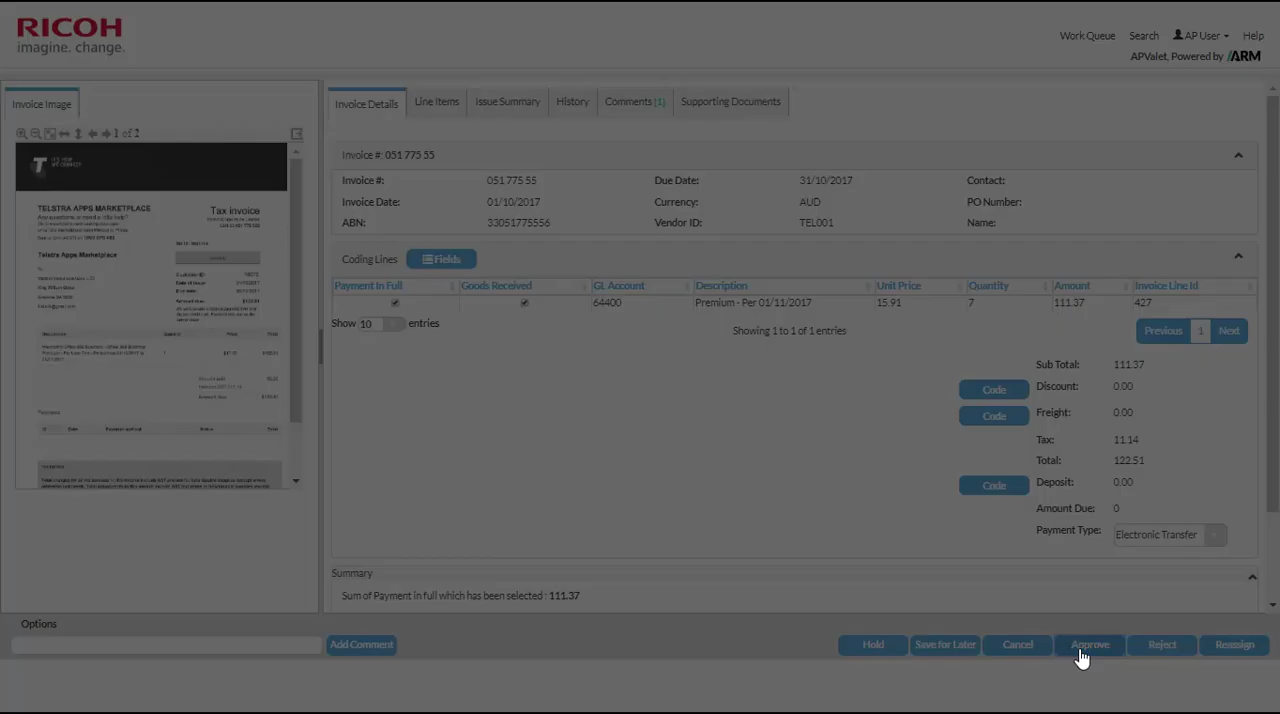 RICOH
imagine. change.
Work Queue Search AP User Help
APValet, Powered by /ARM
Invoice Image
Invoice Details Line Items Issue Summary History Comments (1) Supporting Documents
1 of 2
Invoice #: 051 775 55
Invoice #: 051 775 55 Due Date: 31/10/2017 Contact:
Invoice Date: 01/10/2017 Currency: AUD PO Number:
ABN: 33051775556 Vendor ID: TEL001 Name:
TELSTRA APPS MARKETPLACE
Tax invoice
Telstra Apps Marketplace
Coding Lines Fields
Payment In Full Goods Received GL Account Description Unit Price Quantity Amount Invoice Line Id
64400 Premium - Per 01/11/2017 15.91 7 111.37 427
Show 10 entries Showing 1 to 1 of 1 entries Previous 1 Next
Sub Total: 111.37
Code Discount: 0.00
Code Freight: 0.00
Tax: 11.14
Total: 122.51
Code Deposit: 0.00
Amount Due: 0
Payment Type: Electronic Transfer
Summary
Sum of Payment in full which has been selected : 111.37
Options
Add Comment Hold Save for Later Cancel Approve Reject Reassign